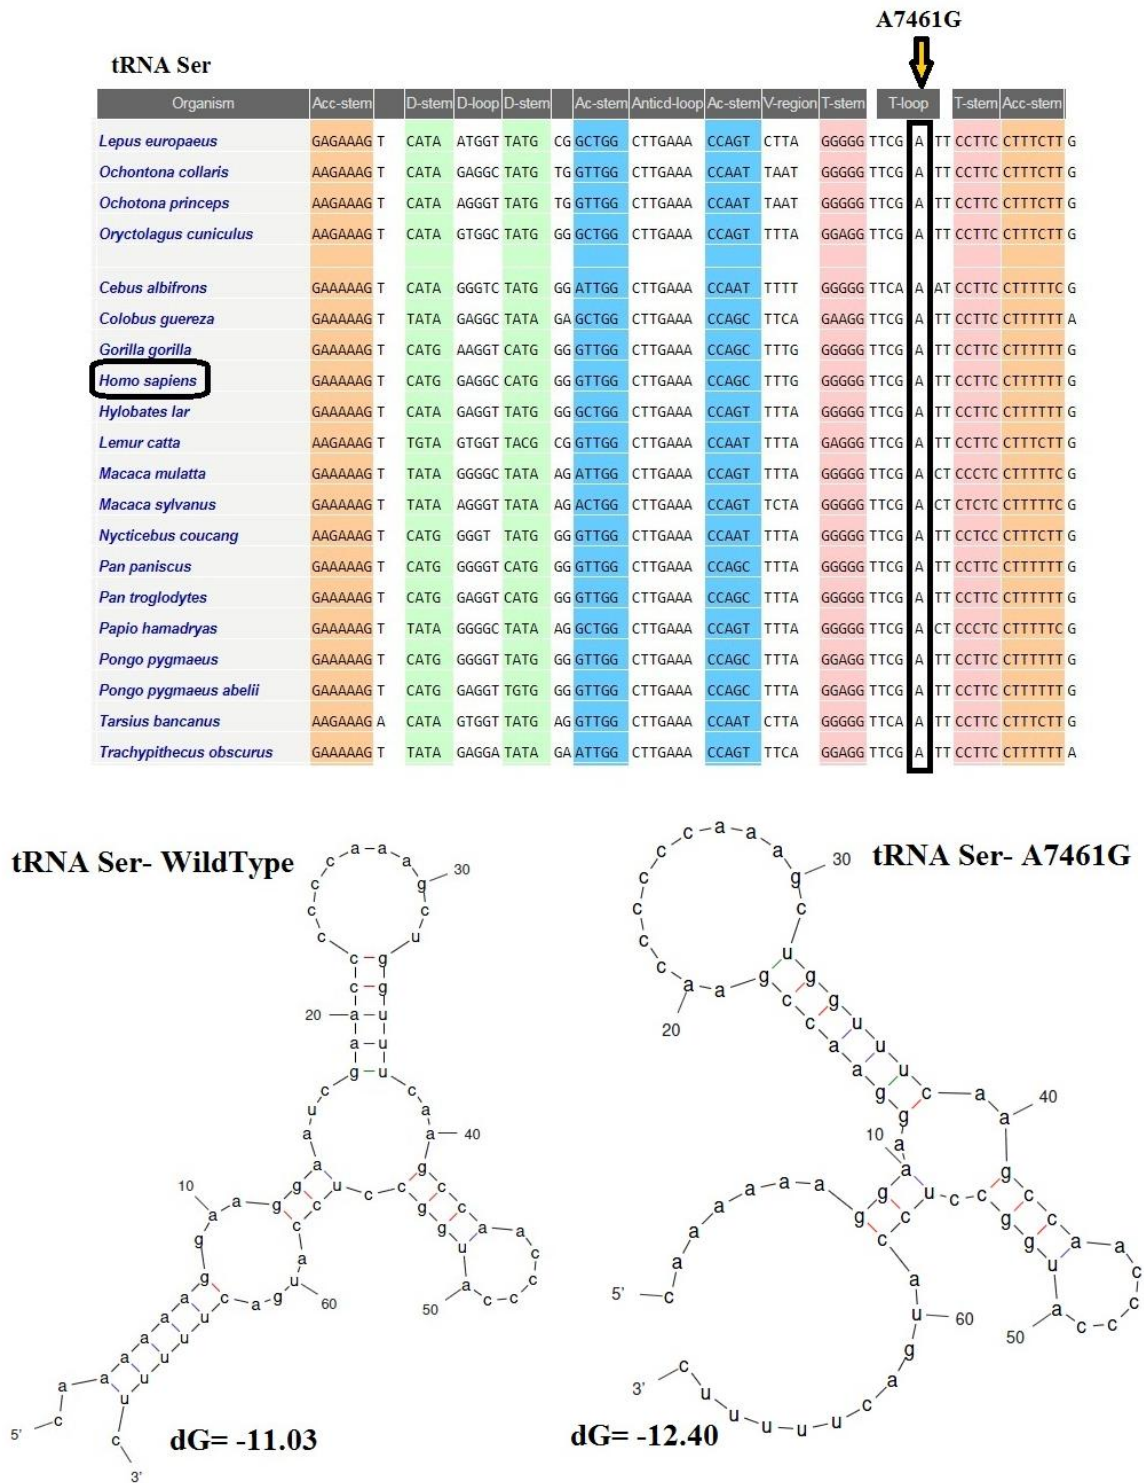 A7461G
tRNA Ser
Organism Acc-stem D-stem D-loop D-stem Ac-stem Anticd-loop Ac-stem V-region T-stem T-loop T-stem Acc-stem
Lepus europaeus GAGAAAG T CATA ATGGT TATG CG GCTGG CTTGAAA CCAGT CTTA GGGGG TTCG A TT CCTTC CTTTCTT G
Ochontona collaris AAGAAAG T CATA GAGGC TATG TG GTTGG CTTGAAA CCAAT TAAT GGGGG TTCG A TT CCTTC CTTTCTT G
Ochotona princeps AAGAAAG T CATA AGGGT TATG TG GTTGG CTTGAAA CCAAT TAAT GGGGG TTCG A TT CCTTC CTTTCTT G
Oryctolagus cuniculus AAGAAAG T CATA GTGGC TATG GG GCTGG CTTGAAA CCAGT TTTA GGAGG TTCG A TT CCTTC CTTTCTT G
Cebus albifrons GAAAAAG T CATA GGGTC TATG GG ATTGG CTTGAAA CCAAT TTTT GGGGG TTCA A AT CCTTC CTTTTTC G
Colobus guereza GAAAAAG T TATA GAGGC TATA GA GCTGG CTTGAAA CCAGC TTCA GAAGG TTCG A TT CCTTC CTTTTTT A
Gorilla gorilla GAAAAAG T CATG AAGGT CATG GG GTTGG CTTGAAA CCAGC TTTG GGGGG TTCG A TT CCTTC CTTTTTT G
Homo sapiens GAAAAAG T CATG GAGGC CATG GG GTTGG CTTGAAA CCAGC TTTG GGGGG TTCG A TT CCTTC CTTTTTT G
Hylobates lar GAAAAAG T CATA GAGGT TATG GG GCTGG CTTGAAA CCAGT TTTA GGGGG TTCG A TT CCTTC CTTTTTT G
Lemur catta AAGAAAG T TGTA GTGGT TACG CG GTTGG CTTGAAA CCAAT TTTA GAGGG TTCG A TT CCTTC CTTTCTT G
Macaca mulatta GAAAAAG T TATA GGGGC TATA AG ATTGG CTTGAAA CCAGT TTTA GGGGG TTCG A CT CCCTC CTTTTTC G
Macaca sylvanus GAAAAAG T TATA AGGGT TATA AG ACTGG CTTGAAA CCAGT TCTA GGGGG TTCG A CT CTCTC CTTTTTC G
Nycticebus coucang AAGAAAG T CATG GGGT TATG GG GTTGG CTTGAAA CCAAT TTTA GGGGG TTCG A TT CCTCC CTTTCTT G
Pan paniscus GAAAAAG T CATG GGGGT CATG GG GTTGG CTTGAAA CCAGC TTTA GGGGG TTCG A TT CCTTC CTTTTTT G
Pan troglodytes GAAAAAG T CATG GAGGT CATG GG GTTGG CTTGAAA CCAGC TTTA GGGGG TTCG A TT CCTTC CTTTTTT G
Papio hamadryas GAAAAAG T TATA GGGGC TATA AG GCTGG CTTGAAA CCAGT TTTA GGGGG TTCG A CT CCCTC CTTTTTC G
Pongo pygmaeus GAAAAAG T CATG GGGGT TATG GG GTTGG CTTGAAA CCAGC TTTA GGAGG TTCG A TT CCTTC CTTTTTT G
Pongo pygmaeus abelii GAAAAAG T CATG GAGGT TGTG GG GTTGG CTTGAAA CCAGC TTTA GGAGG TTCG A TT CCTTC CTTTTTT G
Tarsius bancanus AAGAAAG A CATA GTGGT TATG AG GTTGG CTTGAAA CCAAT CTTA GGGGG TTCA A TT CCTTC CTTTCTT G
Trachypithecus obscurus GAAAAAG T TATA GAGGA TATA GA ATTGG CTTGAAA CCAGT TTCA GGAGG TTCG A TT CCTTC CTTTTTT A
tRNA Ser- WildType
5' c a a a a a a g g a a g g a a u c g a a c c c c c c a a a g c u g g u u u c a a g c c a a c c c c a u g g c c u c c a u g a c u u u u u c 3'
10 20 30 40 50 60
dG= -11.03
tRNA Ser- A7461G
5' c a a a a a a g g a a g g a a c c g a a c c c c c c a a a g c u g g u u u c a a g c c a a c c c c a u g g c c u c c a u g a c u u u u u c 3'
10 20 30 40 50 60
dG= -12.40